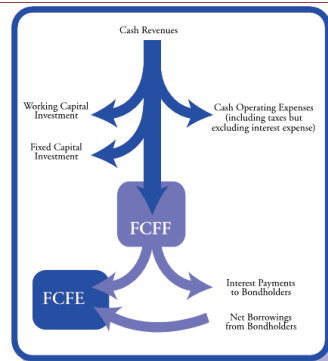 Cash Revenues
Working Capital
Investment
Cash Operating Expenses
(including taxes but
excluding interest expense)
Fixed Capital
Investment
FCFF
FCFE
Interest Payments
to Bondholders
Net Borrowings
from Bondholders